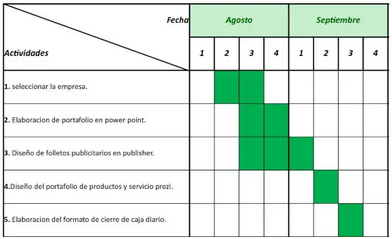 Fecha Agosto Septiembre
Actividades 1 2 3 4 1 2 3 4
1. seleccionar la empresa.
2. Elaboracion de portafolio en power point.
3. Diseño de folletos publicitarios en publisher.
4.Diseño del portafolio de productos y servicio prezi.
5. Elaboracion del formato de cierre de caja diario.